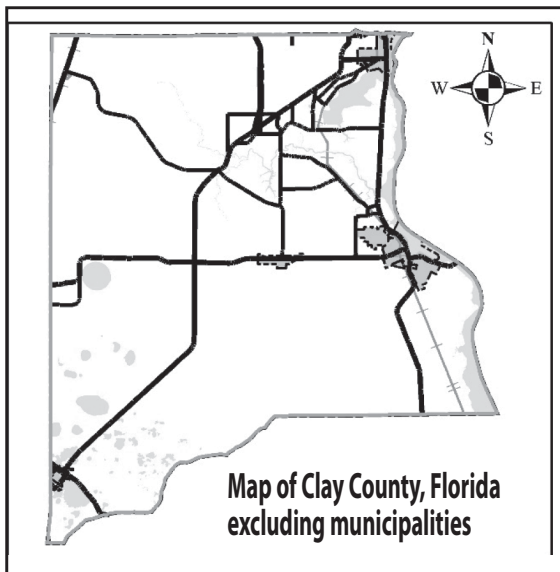 N
W E
S
Map of Clay County, Florida
excluding municipalities